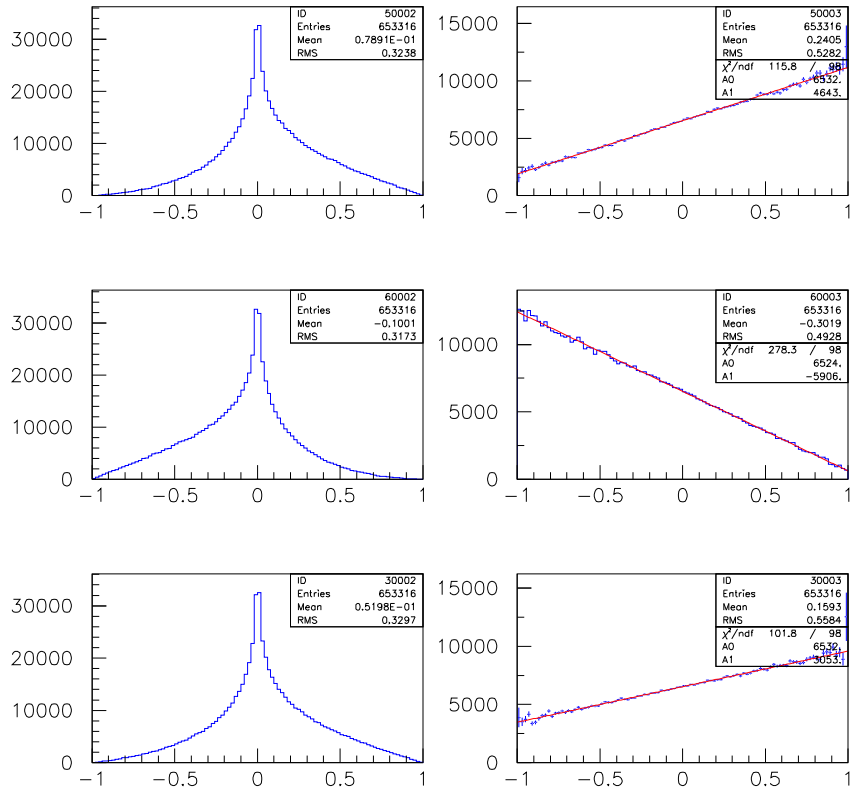 ID 50002
Entries 653316
Mean 0.7891E-01
RMS 0.3238
30000
20000
10000
0
−1 −0.5 0 0.5 1
ID 50003
Entries 653316
Mean 0.2405
RMS 0.5282
χ²/ndf 115.8 / 98
A0 6532.
A1 4643.
15000
10000
5000
0
−1 −0.5 0 0.5 1
ID 60002
Entries 653316
Mean −0.1001
RMS 0.3173
30000
20000
10000
0
−1 −0.5 0 0.5 1
ID 60003
Entries 653316
Mean −0.3019
RMS 0.4928
χ²/ndf 278.3 / 98
A0 6524.
A1 −5906.
10000
5000
0
−1 −0.5 0 0.5 1
ID 30002
Entries 653316
Mean 0.5198E−01
RMS 0.3297
30000
20000
10000
0
−1 −0.5 0 0.5 1
ID 30003
Entries 653316
Mean 0.1593
RMS 0.5584
χ²/ndf 101.8 / 98
A0 6532.
A1 3053.
15000
10000
5000
0
−1 −0.5 0 0.5 1